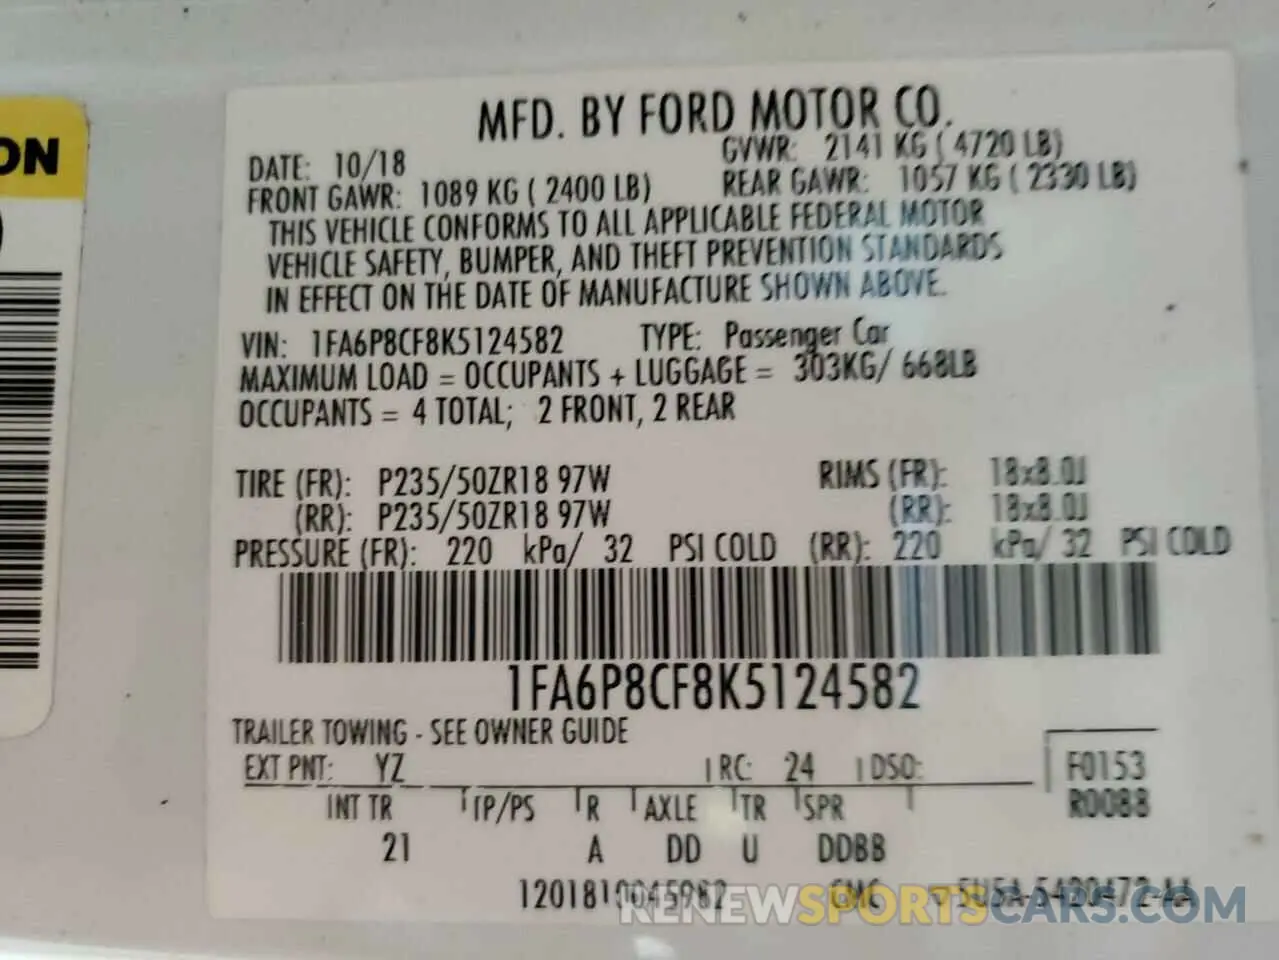 ON
MFD. BY FORD MOTOR CO.
DATE: 10/18 GVWR: 2141 KG ( 4720 LB)
FRONT GAWR: 1089 KG ( 2400 LB) REAR GAWR: 1057 KG ( 2330 LB)
THIS VEHICLE CONFORMS TO ALL APPLICABLE FEDERAL MOTOR
VEHICLE SAFETY, BUMPER, AND THEFT PREVENTION STANDARDS
IN EFFECT ON THE DATE OF MANUFACTURE SHOWN ABOVE.
VIN: 1FA6P8CF8K5124582 TYPE: Passenger Car
MAXIMUM LOAD = OCCUPANTS + LUGGAGE = 303KG/ 668LB
OCCUPANTS = 4 TOTAL; 2 FRONT, 2 REAR
TIRE (FR): P235/50ZR18 97W RIMS (FR): 18x8.0J
(RR): P235/50ZR18 97W (RR): 18x8.0J
PRESSURE (FR): 220 kPa/ 32 PSI COLD (RR): 220 kPa/ 32 PSI COLD
1FA6P8CF8K5124582
TRAILER TOWING - SEE OWNER GUIDE
EXT PNT: YZ RC: 24 DSO: F0153
INT TR TP/PS R AXLE TR SPR R0088
21 A DD U DDBB
1201810045982 5U5A-5420472-AA
RENEWSPORTSCARS.COM